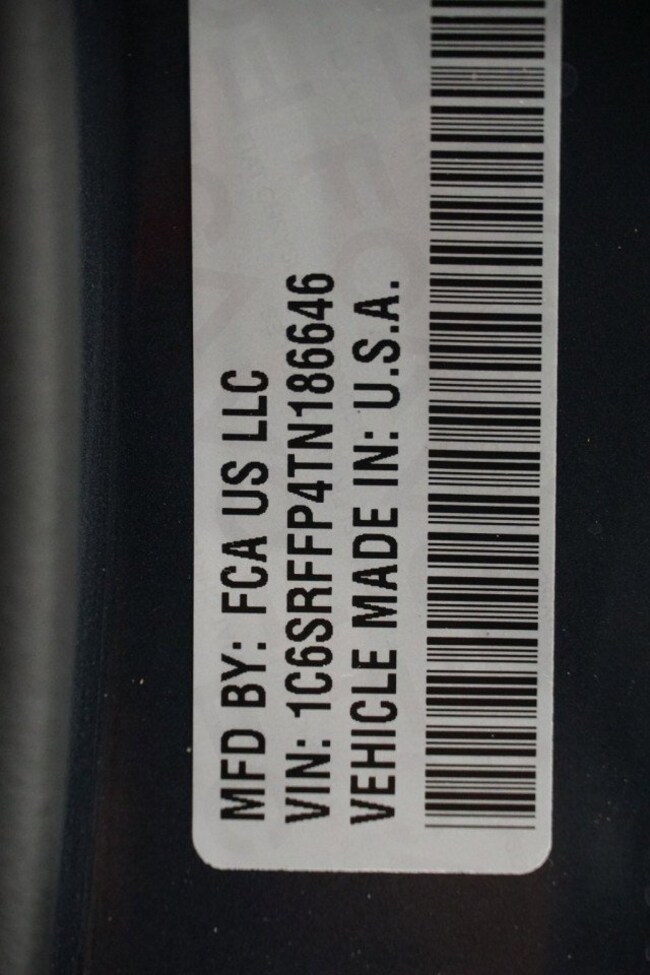 MFD BY: FCA US LLC
VIN: 1C6SRFFP4TN186646
VEHICLE MADE IN: U.S.A.